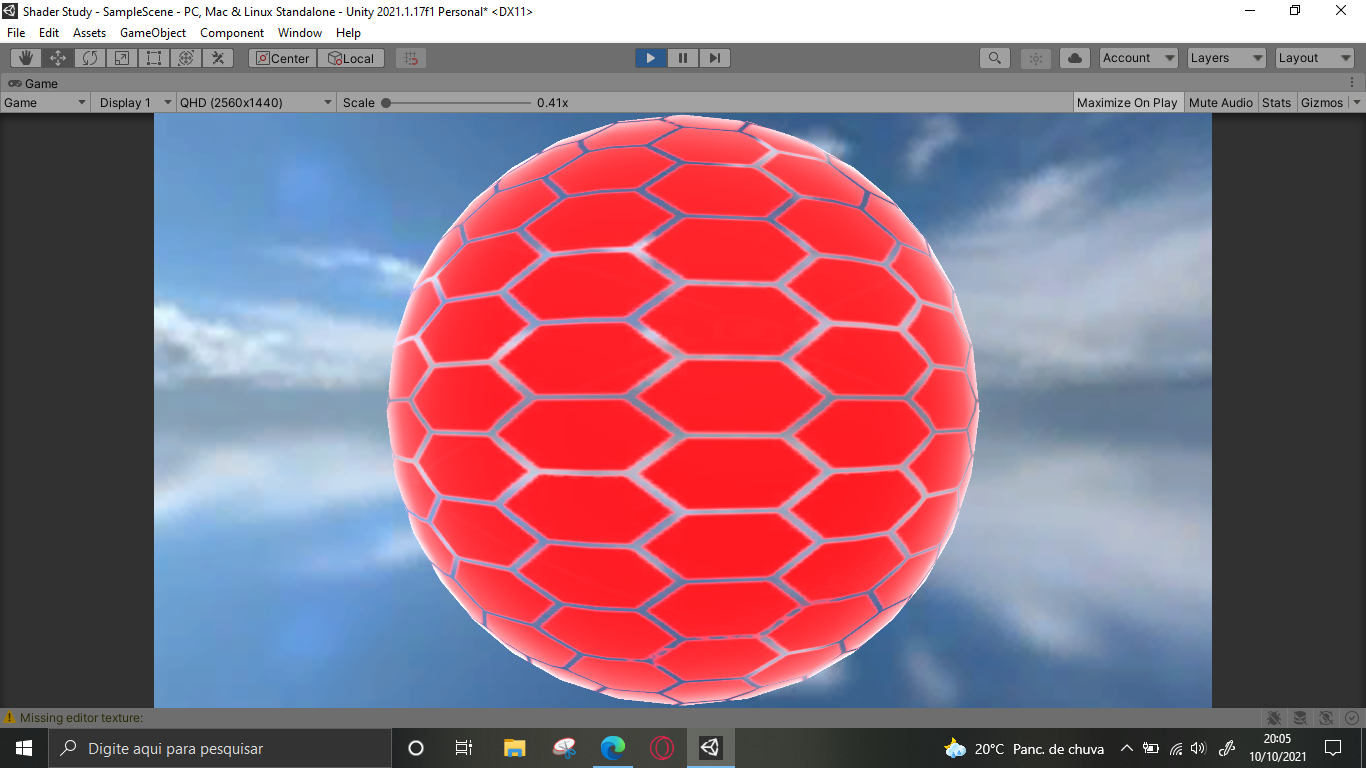 Shader Study - SampleScene - PC, Mac & Linux Standalone - Unity 2021.1.17f1 Personal* <DX11>
File Edit Assets GameObject Component Window Help
Center Local Account Layers Layout
Game
Game Display 1 QHD (2560x1440) Scale 0.41x Maximize On Play Mute Audio Stats Gizmos
Missing editor texture:
Digite aqui para pesquisar 20°C Panc. de chuva 20:05
10/10/2021